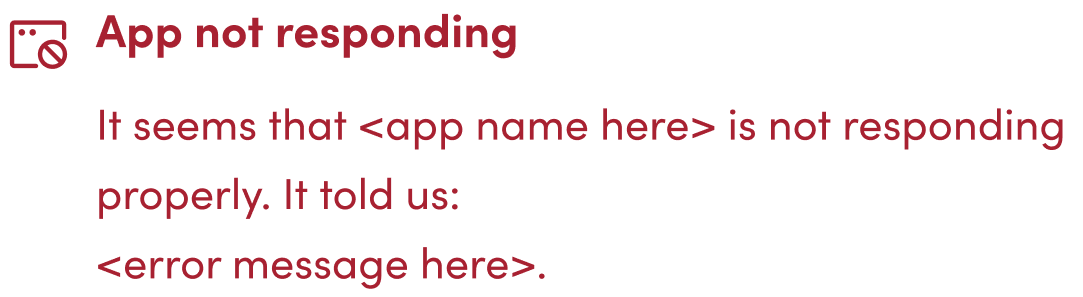 App not responding
It seems that <app name here> is not responding
properly. It told us:
<error message here>.